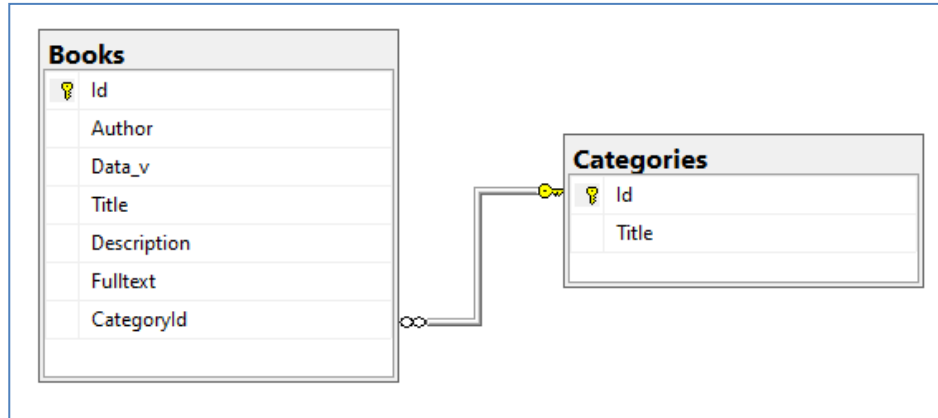 Books
Id
Author
Data_v
Title
Description
Fulltext
CategoryId
Categories
Id
Title